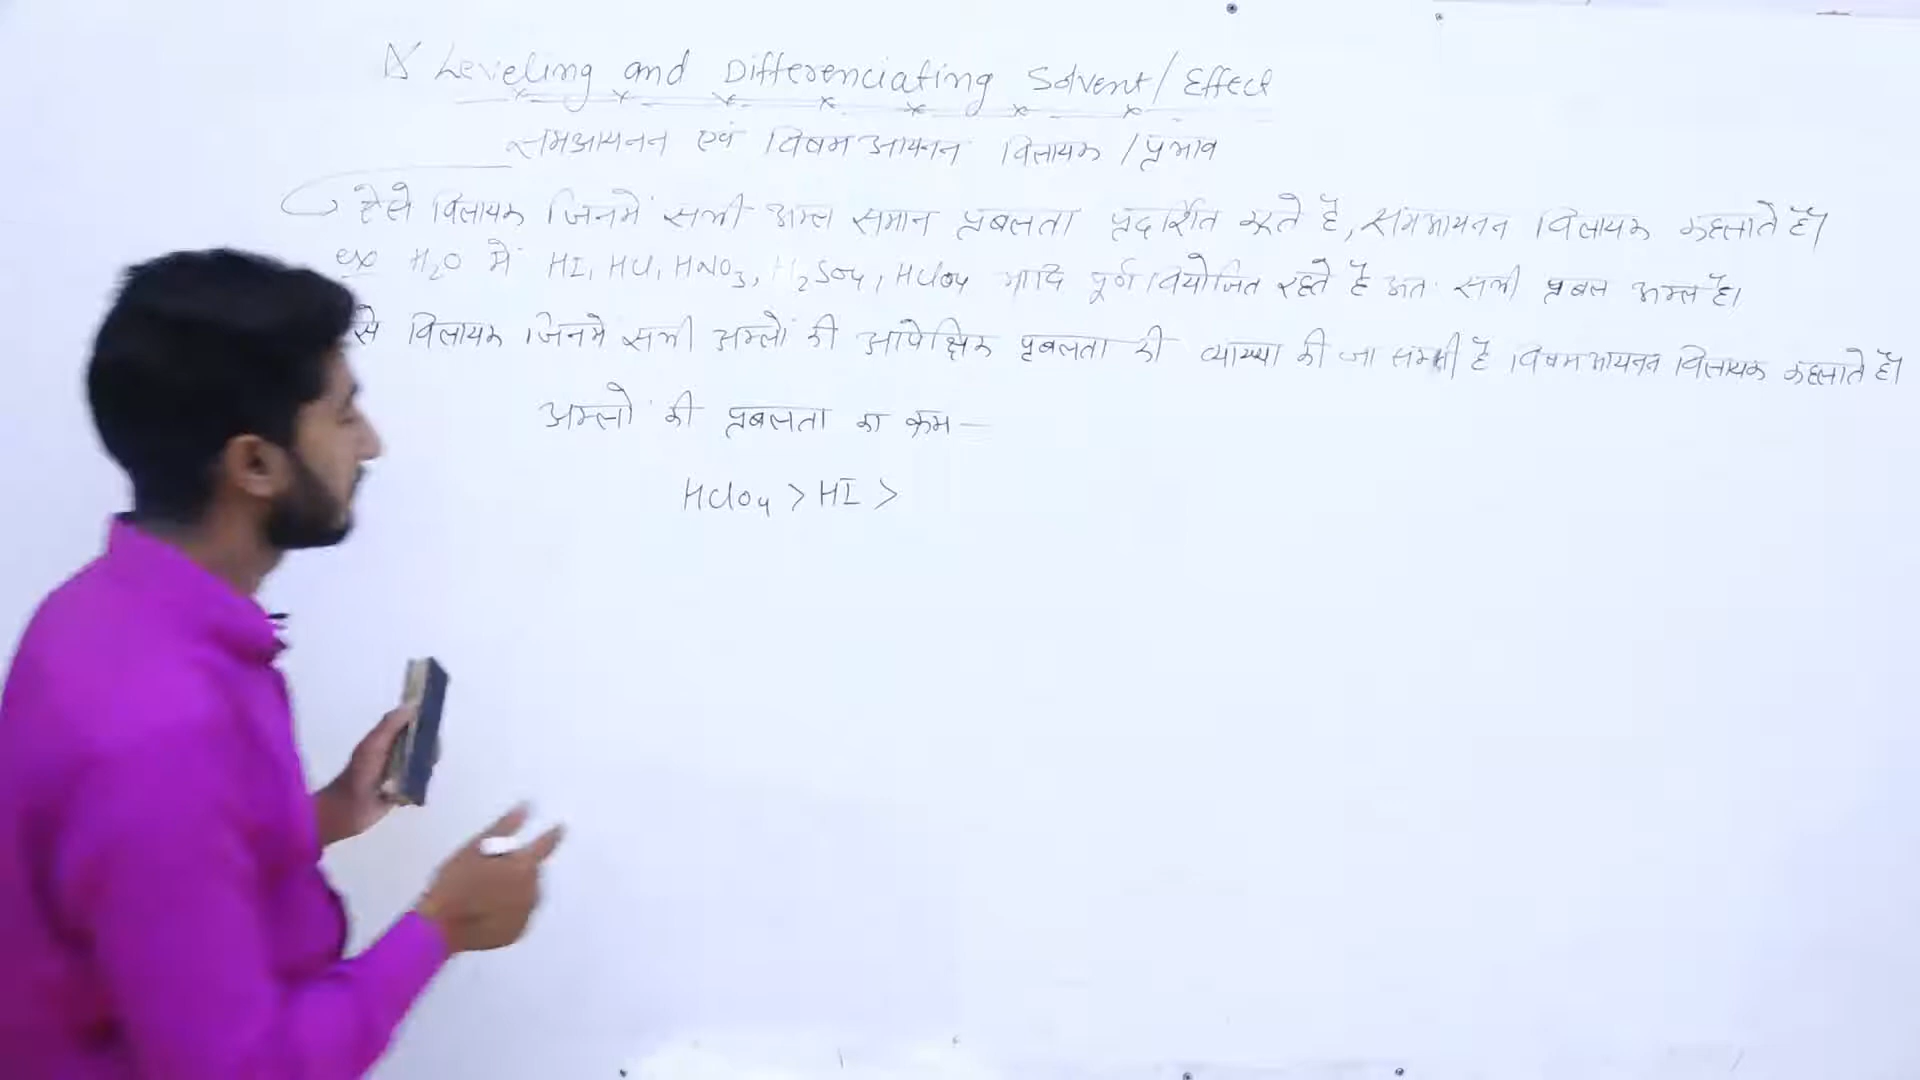 Leveling and Differenciating Solvent/Effect
समआयनन एवं विषमआयनन विलायक/प्रभाव
ऐसे विलायक जिनमें सभी अम्ल समान प्रबलता प्रदर्शित करते है, समआयनन विलायक कहलाते है।
ex H₂O में HI, HCl, HNO₃, H₂SO₄, HClO₄ आदि पूर्ण वियोजित रहते है अतः सभी प्रबल अम्ल है।
से विलायक जिनमे सभी अम्लों की आपेक्षिक प्रबलता की व्याख्या की जा सकती है विषमआयनन विलायक कहलाते है।
अम्लो की प्रबलता का क्रम —
HClO₄ > HI >